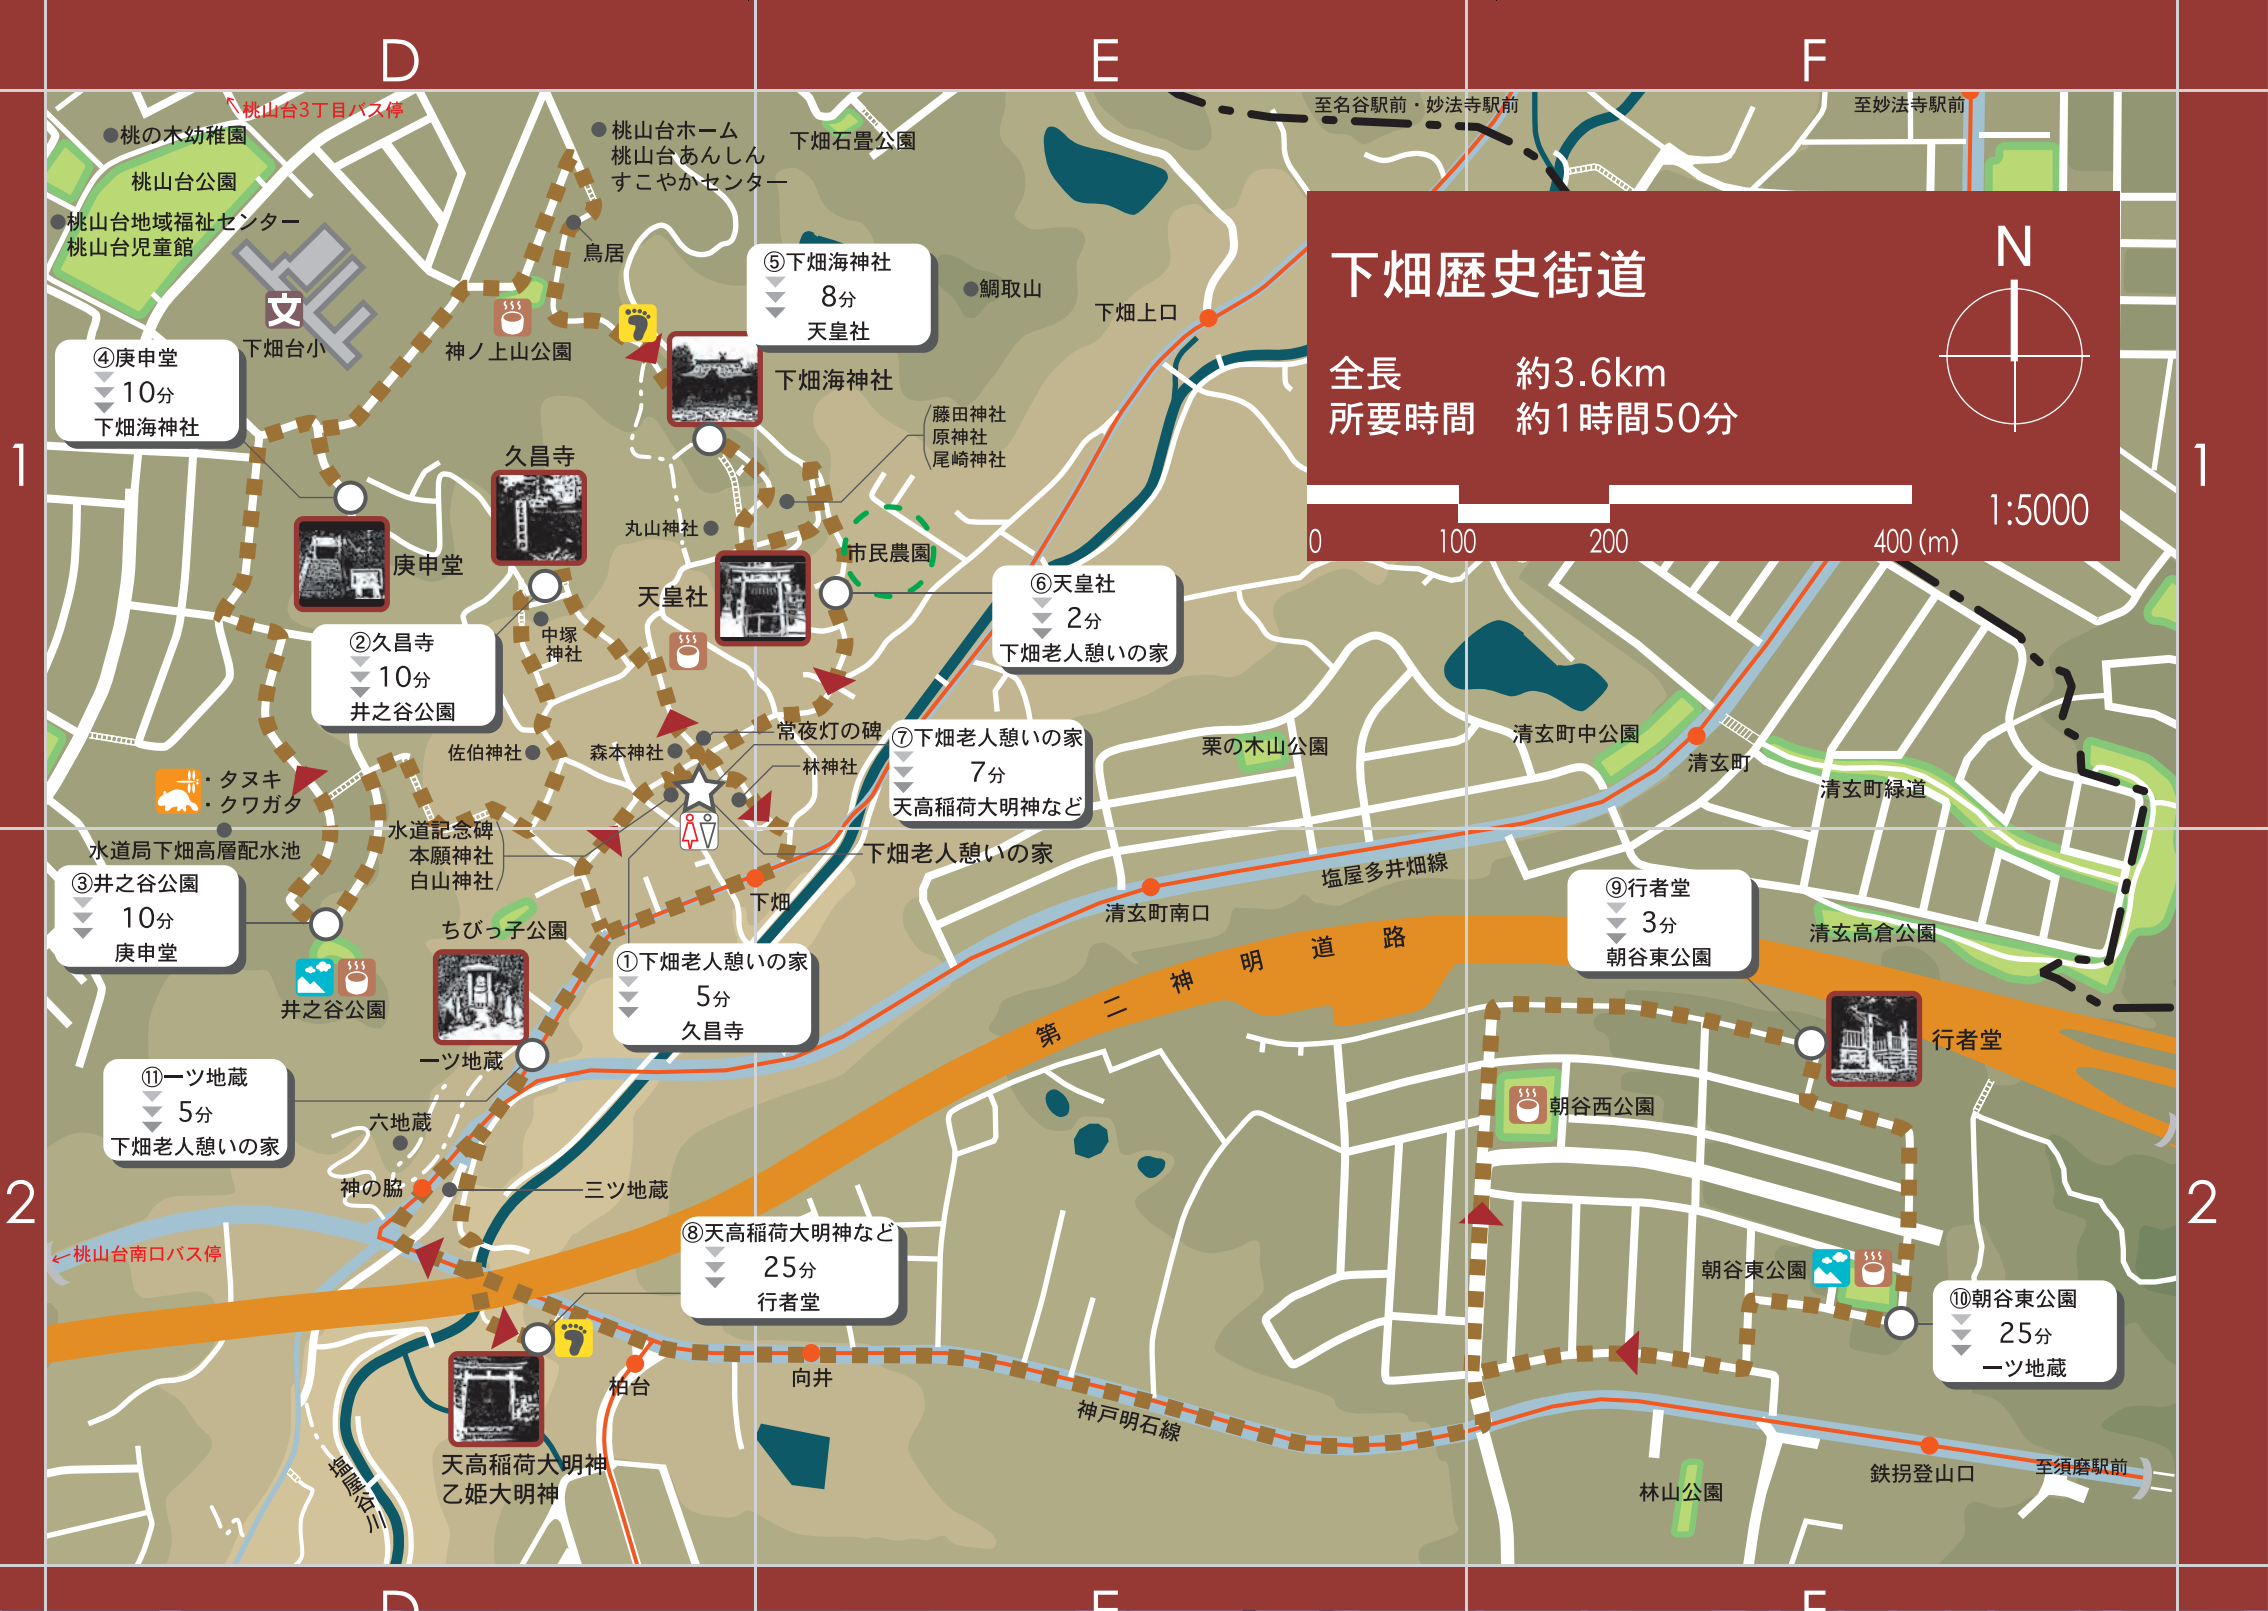 D
E
F
桃山台3丁目バス停
桃の木幼稚園
桃山台公園
桃山台地域福祉センター
桃山台児童館
桃山台ホーム
桃山台あんしん
すこやかセンター
鳥居
下畑石畳公園
至名谷駅前・妙法寺駅前
至妙法寺駅前
下畑歴史街道
N
全長 約3.6km
所要時間 約1時間50分
0 100 200 400(m)
1:5000
文
下畑台小
神ノ上山公園
⑤下畑海神社
8分
天皇社
鯛取山
下畑上口
④庚申堂
10分
下畑海神社
下畑海神社
藤田神社
原神社
尾崎神社
1
1
久昌寺
丸山神社
市民農園
庚申堂
天皇社
⑥天皇社
2分
下畑老人憩いの家
中塚
神社
②久昌寺
10分
井之谷公園
佐伯神社
森本神社
常夜灯の碑
林神社
⑦下畑老人憩いの家
7分
天高稲荷大明神など
栗の木山公園
清玄町中公園
清玄町
清玄町緑道
・タヌキ
・クワガタ
水道局下畑高層配水池
水道記念碑
本願神社
白山神社
下畑老人憩いの家
下畑
塩屋多井畑線
清玄町南口
③井之谷公園
10分
庚申堂
ちびっ子公園
井之谷公園
①下畑老人憩いの家
5分
久昌寺
第二神明道路
⑨行者堂
3分
朝谷東公園
清玄高倉公園
行者堂
一ツ地蔵
⑪一ツ地蔵
5分
下畑老人憩いの家
六地蔵
神の脇
三ツ地蔵
朝谷西公園
2
2
桃山台南口バス停
⑧天高稲荷大明神など
25分
行者堂
朝谷東公園
⑩朝谷東公園
25分
一ツ地蔵
柏台
向井
神戸明石線
天高稲荷大明神
乙姫大明神
塩屋谷川
林山公園
鉄拐登山口
至須磨駅前
D
E
F